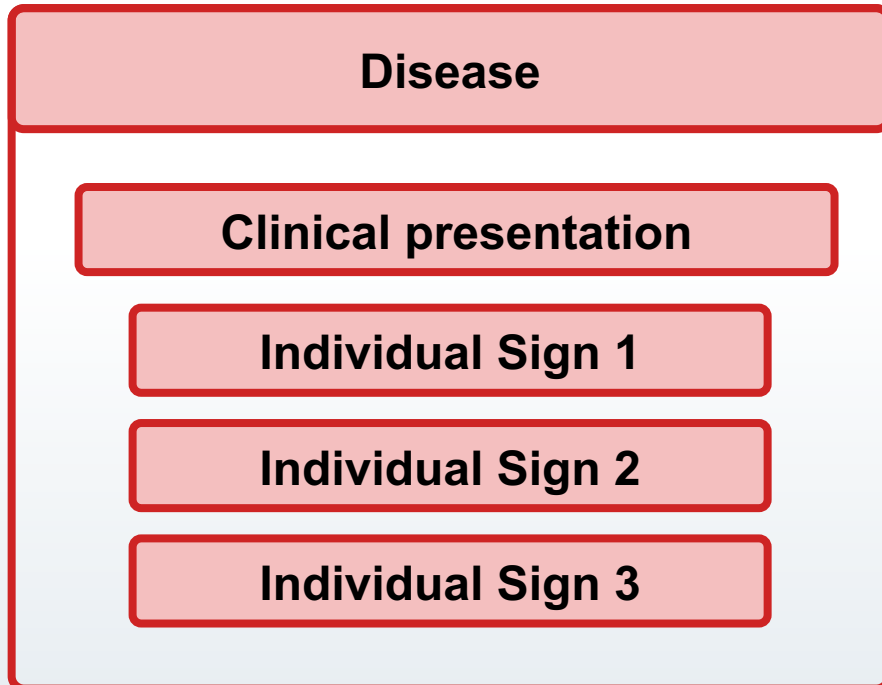 Disease
Clinical presentation
Individual Sign 1
Individual Sign 2
Individual Sign 3